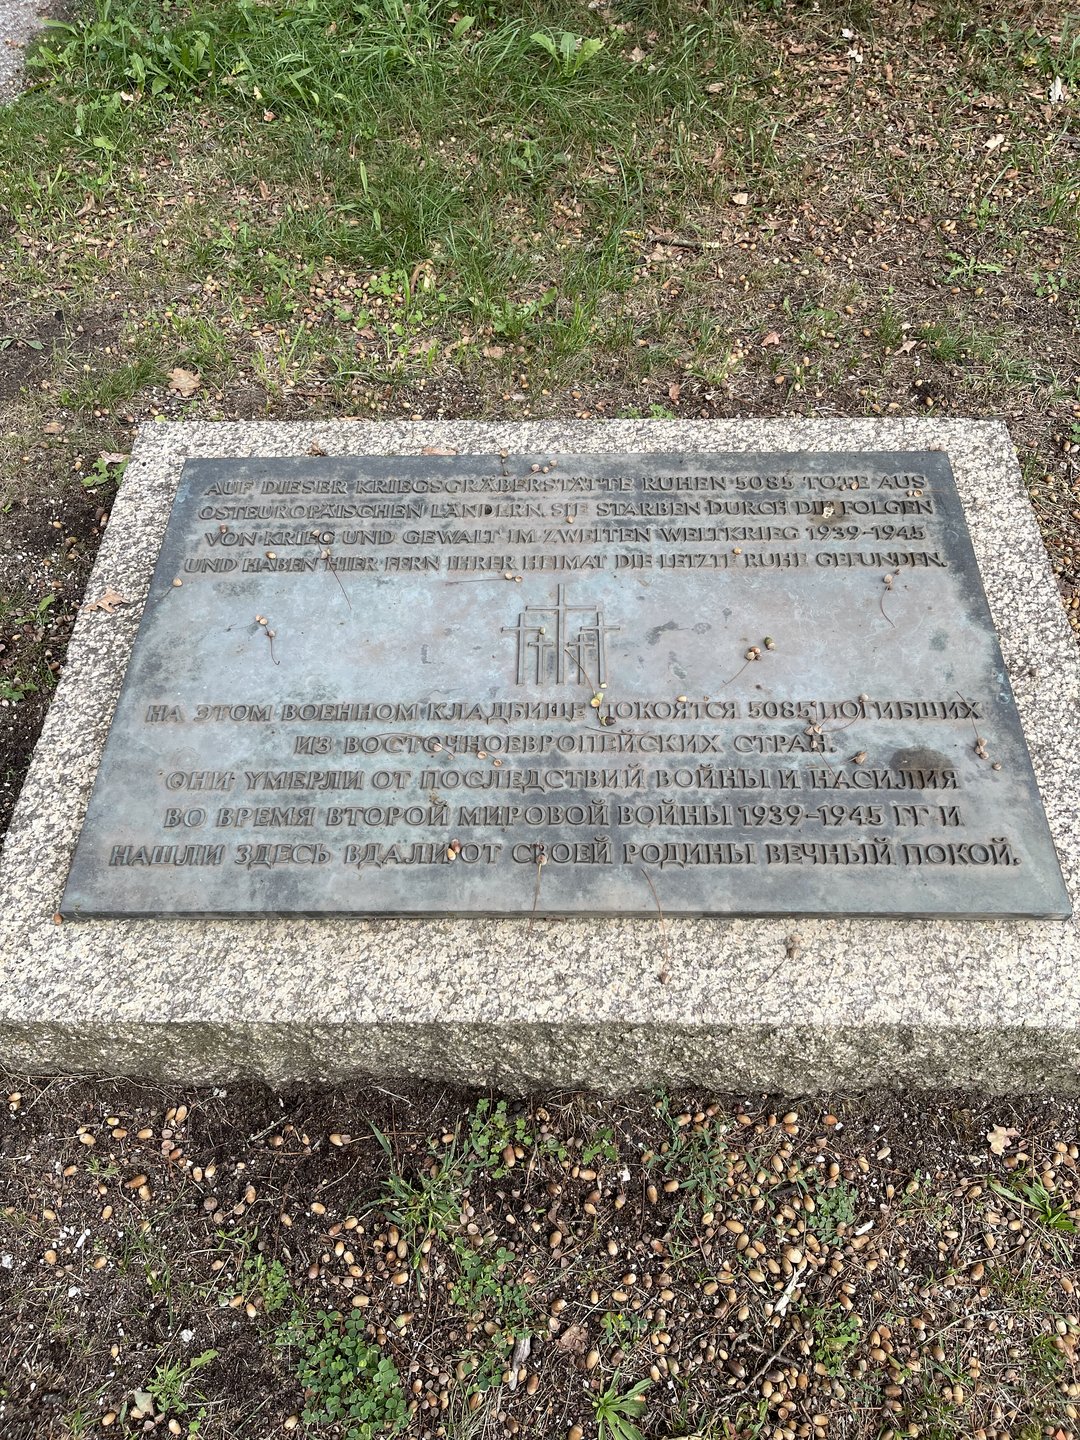 AUF DIESER KRIEGSGRÄBERSTÄTTE RUHEN 5085 TOTE AUS
OSTEUROPÄISCHEN LÄNDERN. SIE STARBEN DURCH DIE FOLGEN
VON KRIEG UND GEWALT IM ZWEITEN WELTKRIEG 1939-1945
UND HABEN HIER FERN IHRER HEIMAT DIE LETZTE RUHE GEFUNDEN.
НА ЭТОМ ВОЕННОМ КЛАДБИЩЕ ПОКОЯТСЯ 5085 ПОГИБШИХ
ИЗ ВОСТОЧНОЕВРОПЕЙСКИХ СТРАН.
ОНИ УМЕРЛИ ОТ ПОСЛЕДСТВИЙ ВОЙНЫ И НАСИЛИЯ
ВО ВРЕМЯ ВТОРОЙ МИРОВОЙ ВОЙНЫ 1939-1945 ГГ. И
НАШЛИ ЗДЕСЬ ВДАЛИ ОТ СВОЕЙ РОДИНЫ ВЕЧНЫЙ ПОКОЙ.